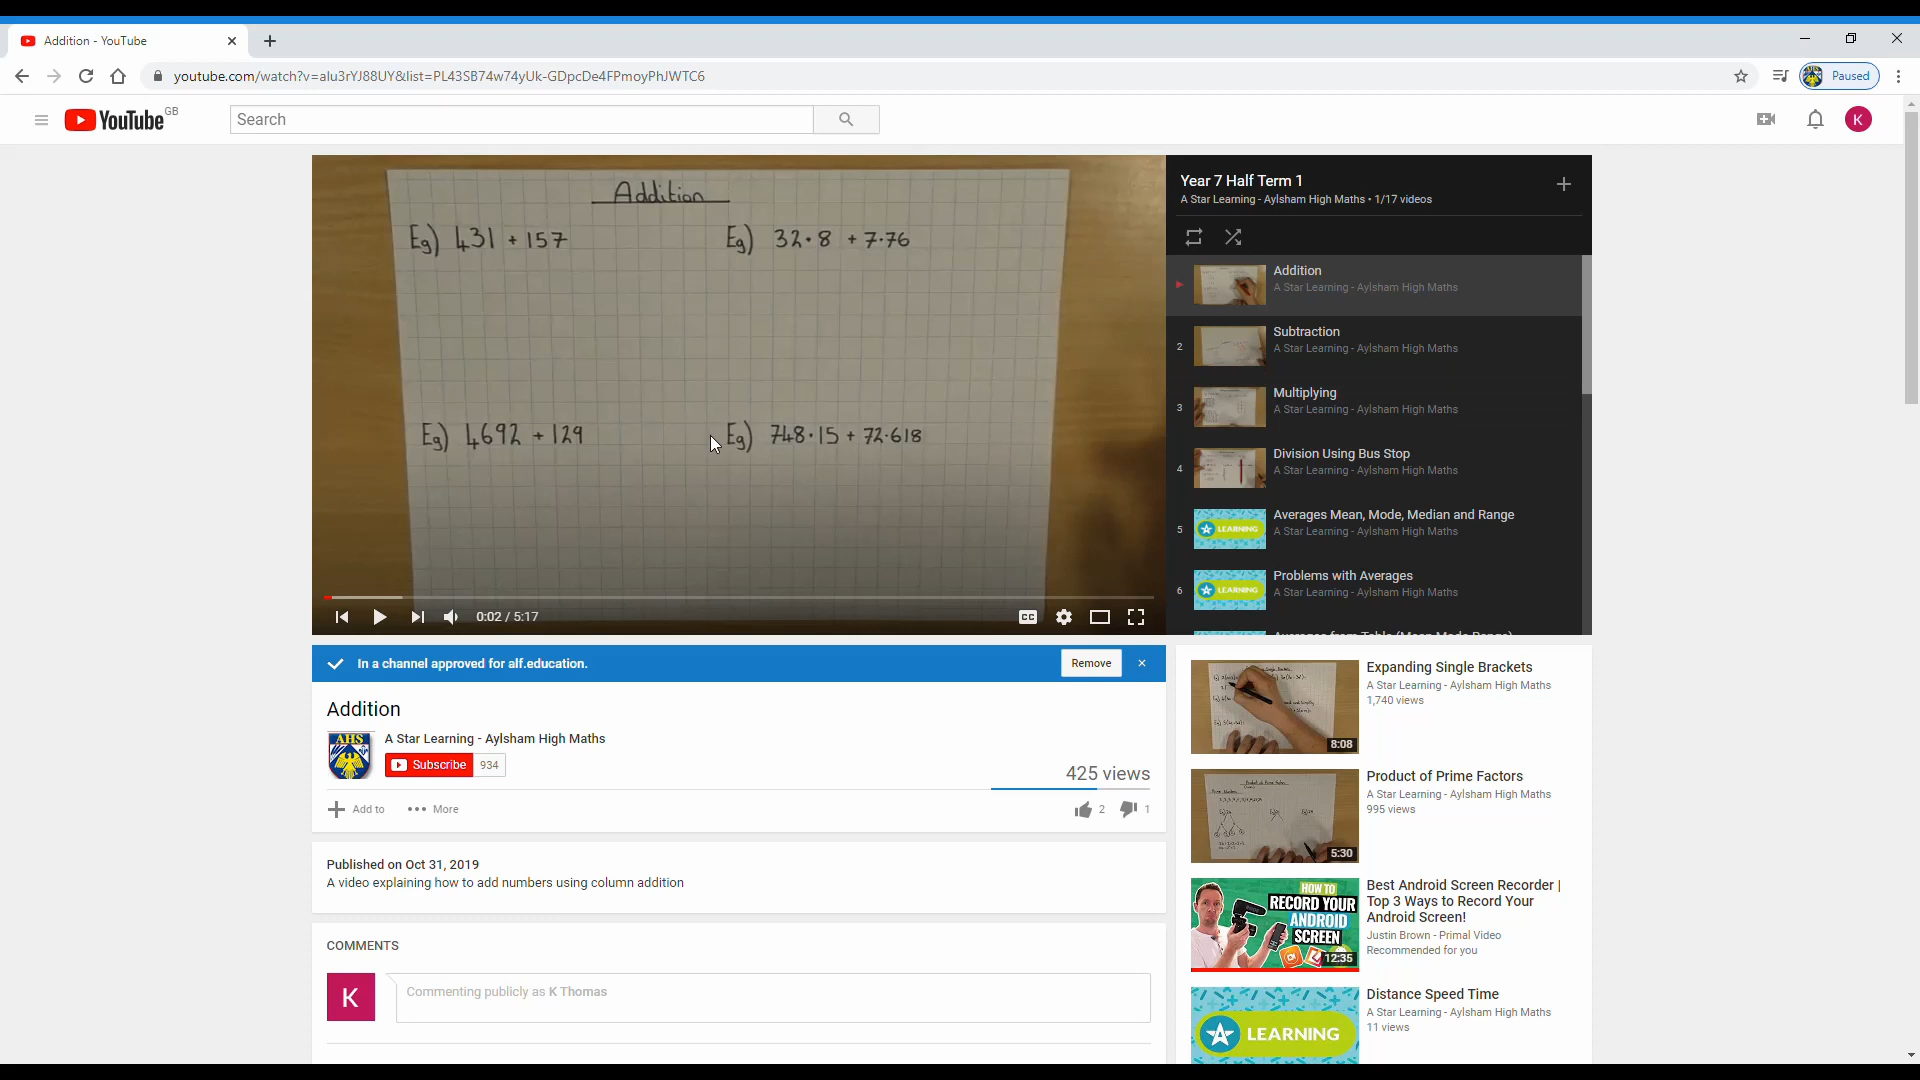 Addition - YouTube
youtube.com/watch?v=alu3rYJ88UY&list=PL43SB74w74yUk-GDpcDe4FPmoyPhJWTC6
Paused
YouTube GB
Search
K
Addition
Eg) 431 + 157
Eg) 32·8 + 7·76
Eg) 4692 + 129
Eg) 748·15 + 72·618
0:02 / 5:17
CC
Year 7 Half Term 1
A Star Learning - Aylsham High Maths • 1/17 videos
Addition
A Star Learning - Aylsham High Maths
2
Subtraction
A Star Learning - Aylsham High Maths
3
Multiplying
A Star Learning - Aylsham High Maths
4
Division Using Bus Stop
A Star Learning - Aylsham High Maths
5
LEARNING
Averages Mean, Mode, Median and Range
A Star Learning - Aylsham High Maths
6
LEARNING
Problems with Averages
A Star Learning - Aylsham High Maths
In a channel approved for alf.education.
Remove
Addition
AHS
A Star Learning - Aylsham High Maths
Subscribe 934
425 views
Add to
More
2
1
Published on Oct 31, 2019
A video explaining how to add numbers using column addition
COMMENTS
K
Commenting publicly as K Thomas
8:08
Expanding Single Brackets
A Star Learning - Aylsham High Maths
1,740 views
5:30
Product of Prime Factors
A Star Learning - Aylsham High Maths
995 views
HOW TO
RECORD YOUR
ANDROID
SCREEN
12:35
Best Android Screen Recorder |
Top 3 Ways to Record Your
Android Screen!
Justin Brown - Primal Video
Recommended for you
LEARNING
Distance Speed Time
A Star Learning - Aylsham High Maths
11 views